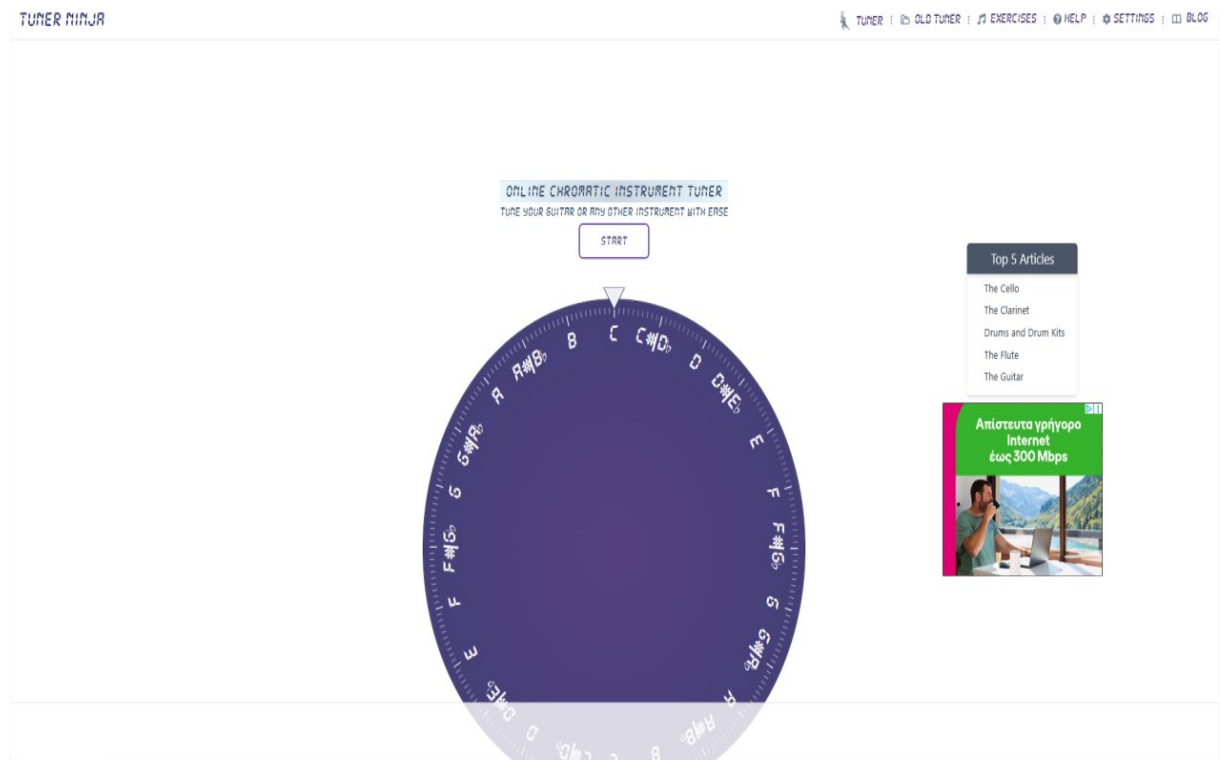 TUNER NINJA
TUNER | OLD TUNER | EXERCISES | HELP | SETTINGS | BLOG
ONLINE CHROMATIC INSTRUMENT TUNER
TUNE YOUR GUITAR OR ANY OTHER INSTRUMENT WITH EASE
START
Top 5 Articles
The Cello
The Clarinet
Drums and Drum Kits
The Flute
The Guitar
Απίστευτα γρήγορο
Internet
έως 300 Mbps
C
C#|D♭
D
D#|E♭
E
F
F#|G♭
G
G#|A♭
A
A#|B♭
B
C
C#|D♭
D
D#|E♭
E
F
F#|G♭
G
G#|A♭
A
A#|B♭
B